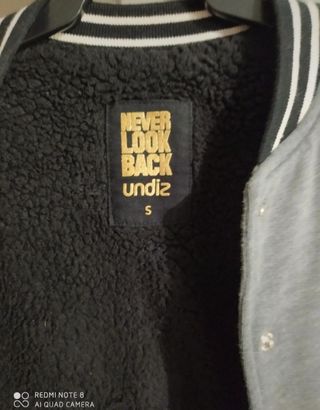 NEVER
LOOK
BACK
undiz
S
REDMI NOTE 8
AI QUAD CAMERA